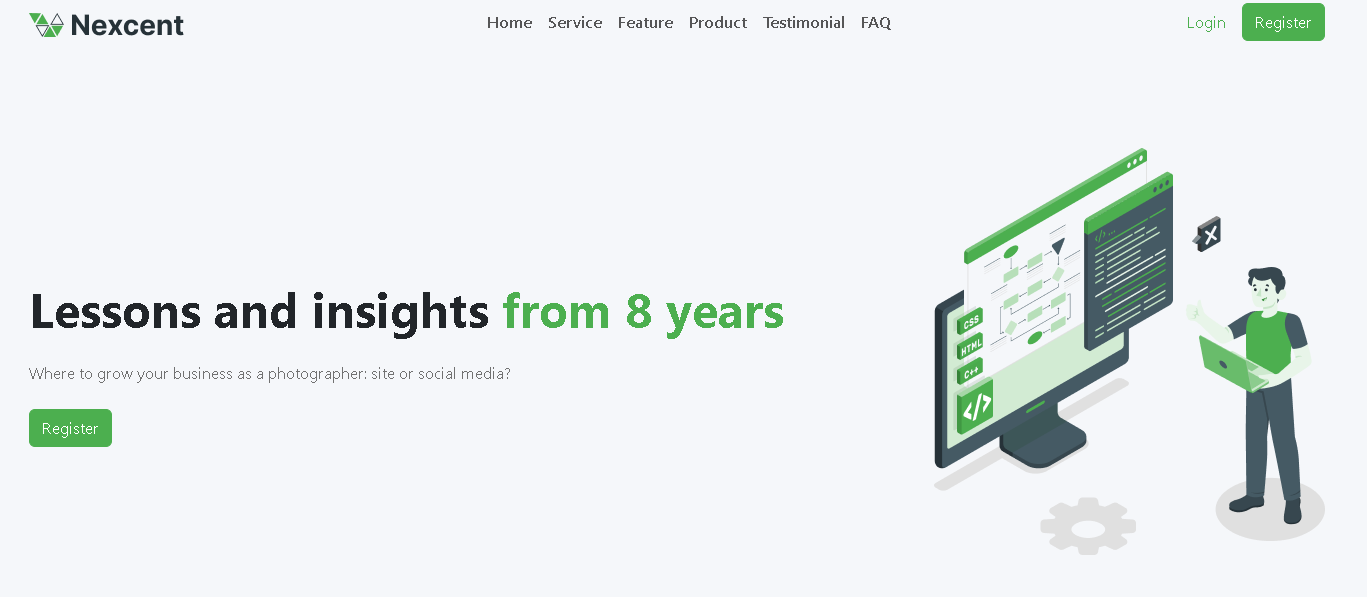 Nexcent
Home Service Feature Product Testimonial FAQ
Login Register
Lessons and insights from 8 years
Where to grow your business as a photographer: site or social media?
Register
</>...
CSS
HTML
C++
</>